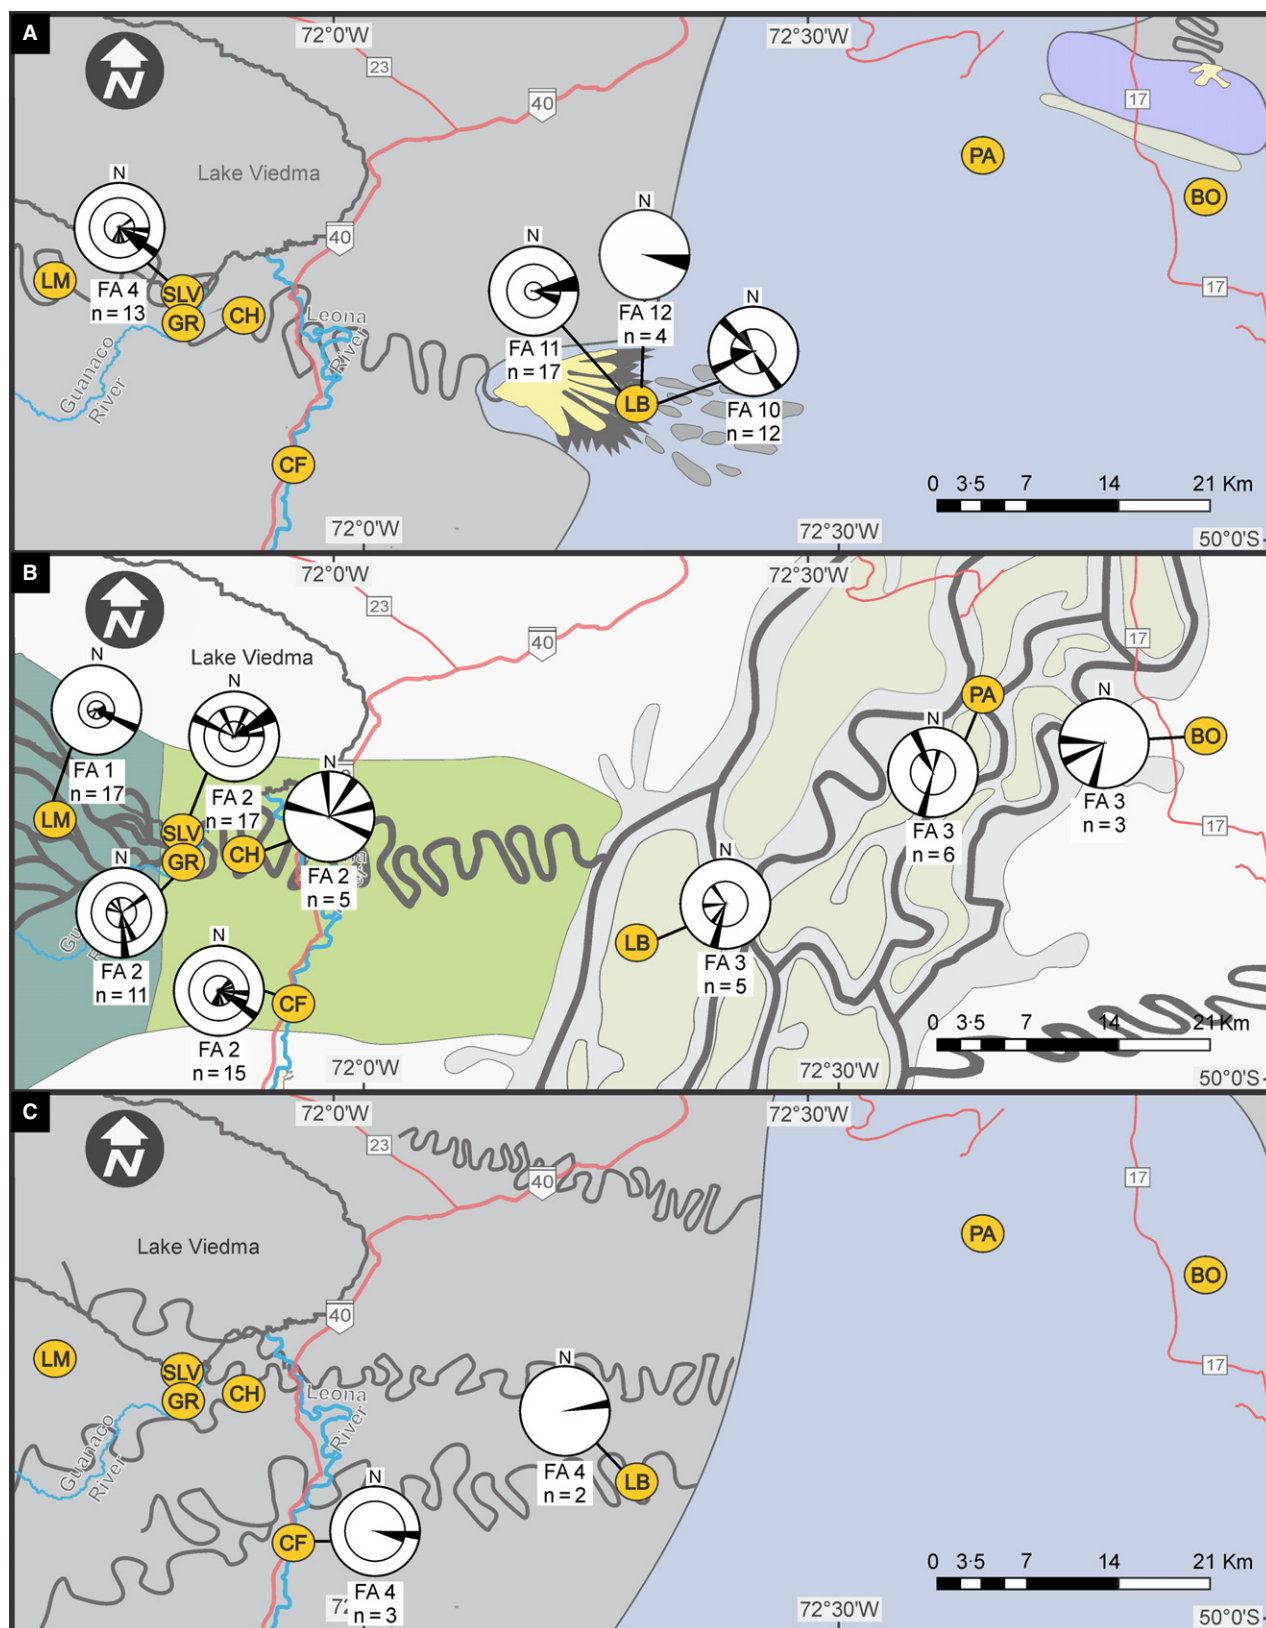 A
72°0'W
72°30'W
N
23
40
17
N
Lake Viedma
PA
BO
N
N
40
LM
SLV
FA 4
n = 13
GR
CH
Leona
River
17
FA 12
n = 4
N
FA 11
n = 17
Guanaco
River
LB
FA 10
n = 12
CF
0 3·5 7 14 21 Km
72°0'W
72°30'W
50°0'S
B
72°0'W
72°30'W
N
23
40
17
N
Lake Viedma
N
PA
N
N
BO
FA 1
n = 17
N
FA 2
n = 17
LM
SLV
GR
CH
FA 3
n = 3
17
FA 3
n = 6
N
N
FA 2
n = 5
LB
FA 2
n = 11
N
FA 3
n = 5
CF
0 3·5 7 14 21 Km
FA 2
n = 15
72°0'W
72°30'W
50°0'S
C
72°0'W
72°30'W
N
23
40
17
Lake Viedma
PA
BO
40
LM
SLV
GR
CH
N
17
Leona
River
Guanaco
River
FA 4
n = 2
LB
N
CF
0 3·5 7 14 21 Km
FA 4
n = 3
72°30'W
50°0'S